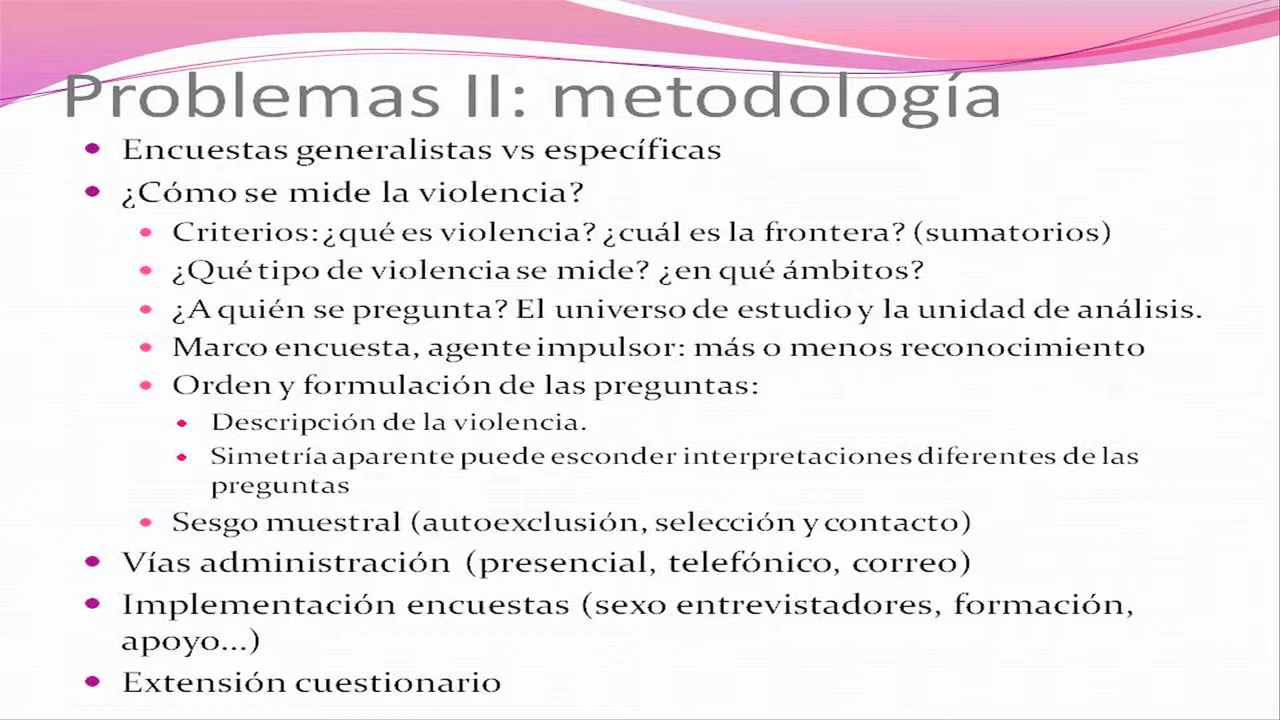 Problemas II: metodología
Encuestas generalistas vs específicas
¿Cómo se mide la violencia?
Criterios: ¿qué es violencia? ¿cuál es la frontera? (sumatorios)
¿Qué tipo de violencia se mide? ¿en qué ámbitos?
¿A quién se pregunta? El universo de estudio y la unidad de análisis.
Marco encuesta, agente impulsor: más o menos reconocimiento
Orden y formulación de las preguntas:
Descripción de la violencia.
Simetría aparente puede esconder interpretaciones diferentes de las
preguntas
Sesgo muestral (autoexclusión, selección y contacto)
Vías administración (presencial, telefónico, correo)
Implementación encuestas (sexo entrevistadores, formación,
apoyo...)
Extensión cuestionario